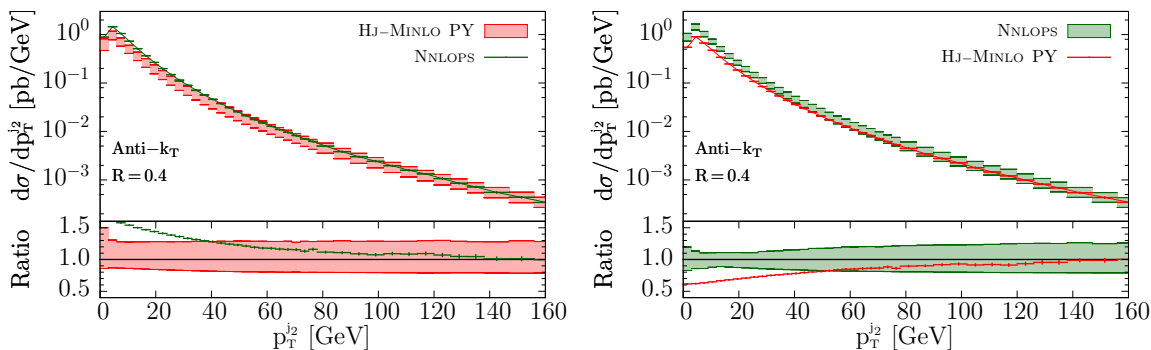 dσ/dp_T^{j_2} [pb/GeV]
10^0
10^{-1}
10^{-2}
10^{-3}
HJ-MINLO PY
NNLOPS
Anti-k_T
R = 0.4
Ratio
1.5
1.0
0.5
0 20 40 60 80 100 120 140 160
p_T^{j_2} [GeV]
dσ/dp_T^{j_2} [pb/GeV]
10^0
10^{-1}
10^{-2}
10^{-3}
NNLOPS
HJ-MINLO PY
Anti-k_T
R = 0.4
Ratio
1.5
1.0
0.5
0 20 40 60 80 100 120 140 160
p_T^{j_2} [GeV]